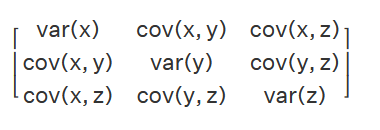 var(x) cov(x, y) cov(x, z)
cov(x, y) var(y) cov(y, z)
cov(x, z) cov(y, z) var(z)